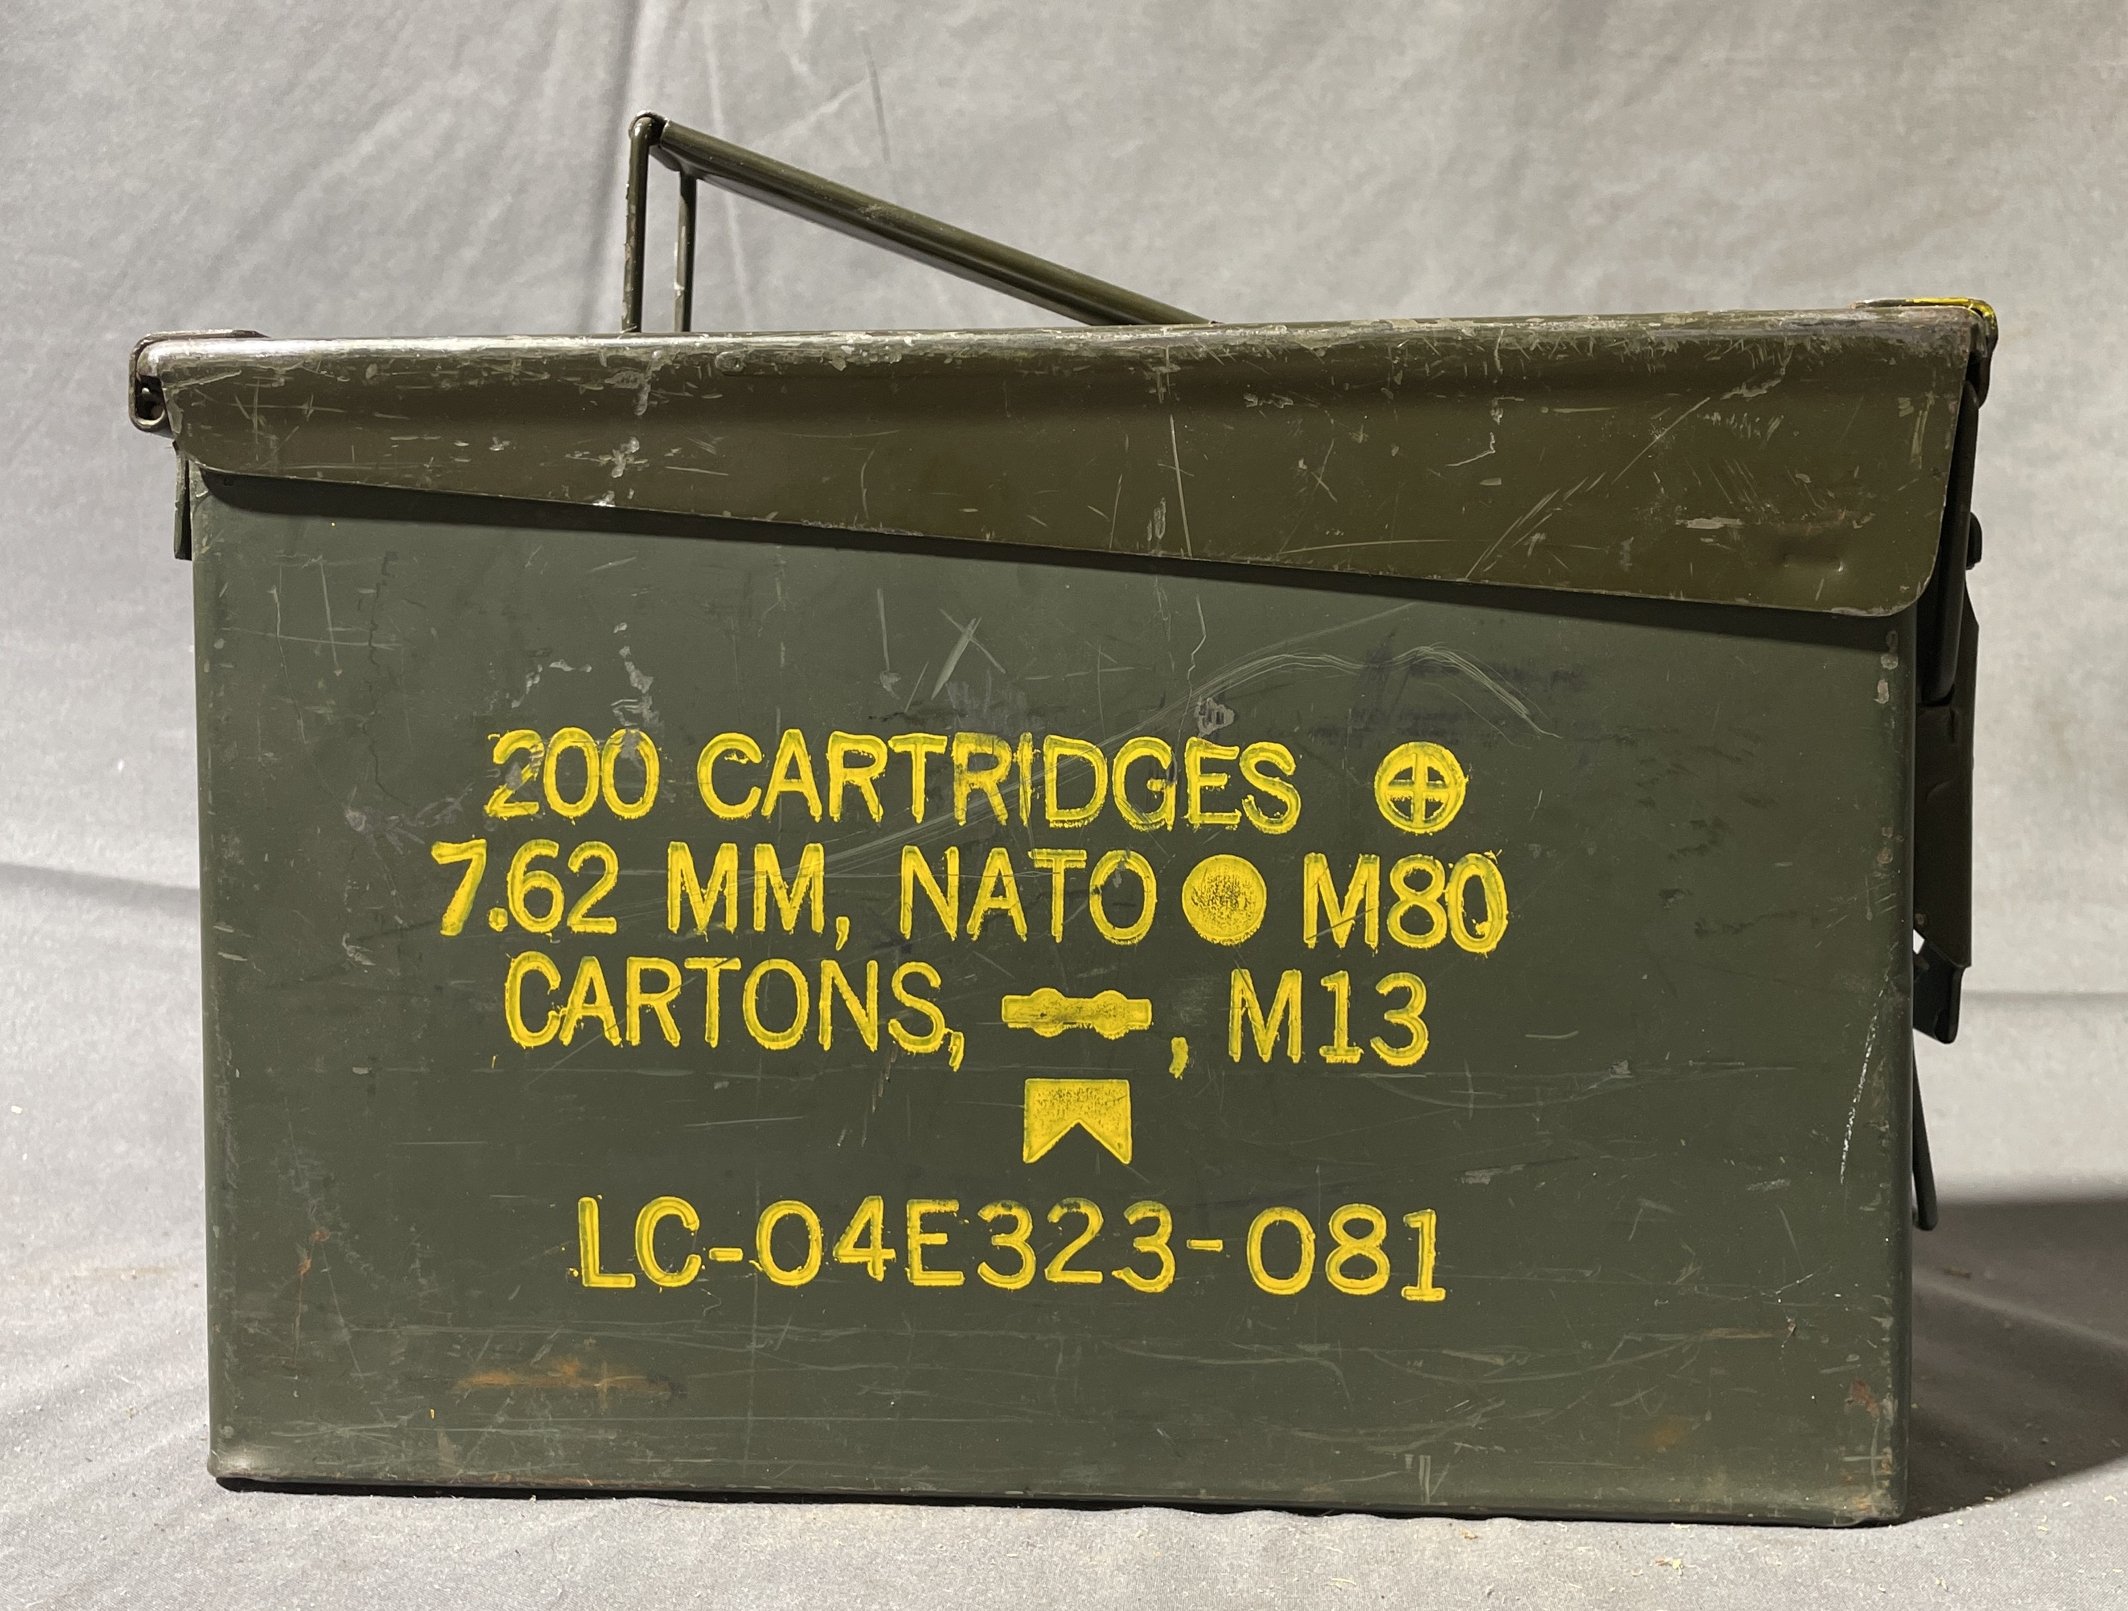 200 CARTRIDGES ⊕
7.62 MM, NATO ● M80
CARTONS, , M13
LC-04E323-081